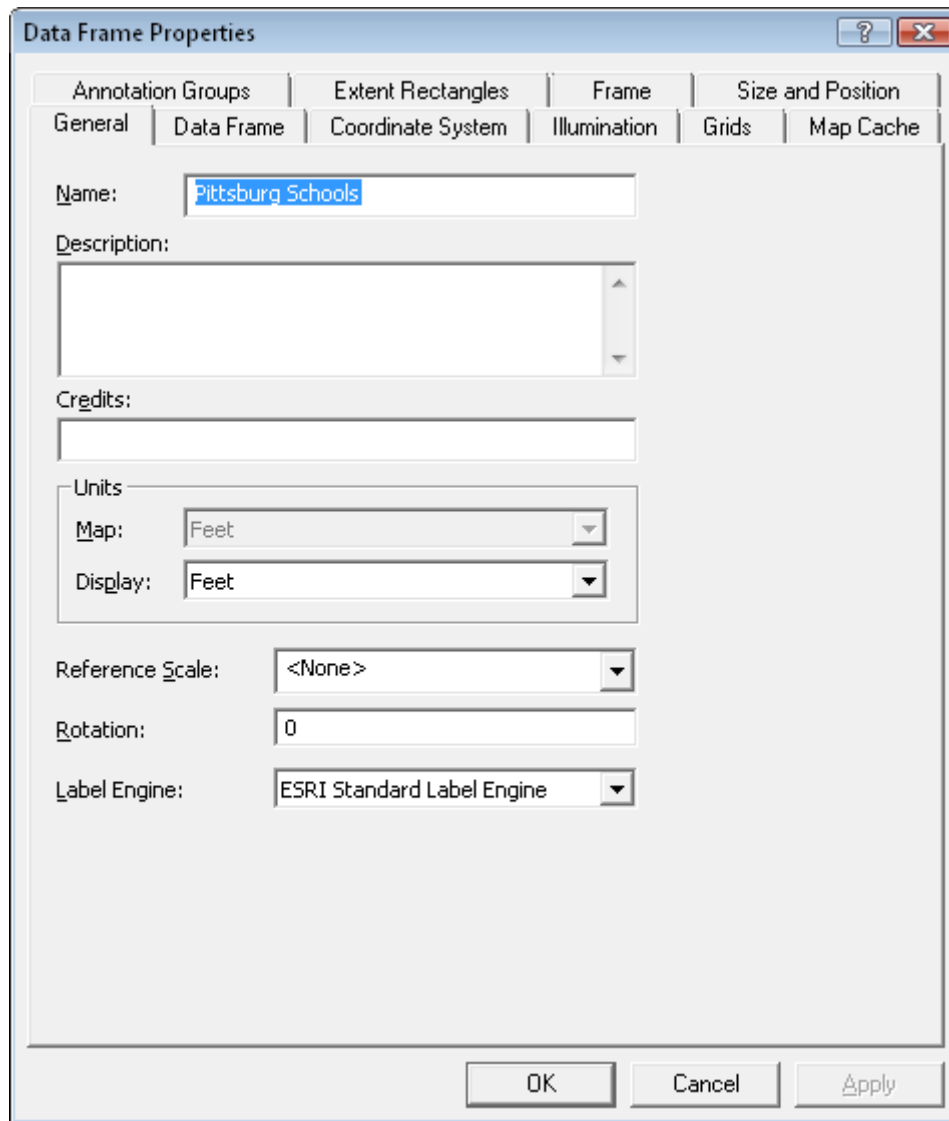 Data Frame Properties
Annotation Groups Extent Rectangles Frame Size and Position
General Data Frame Coordinate System Illumination Grids Map Cache
Name: Pittsburg Schools
Description:
Credits:
Units
Map: Feet
Display: Feet
Reference Scale: <None>
Rotation: 0
Label Engine: ESRI Standard Label Engine
OK Cancel Apply